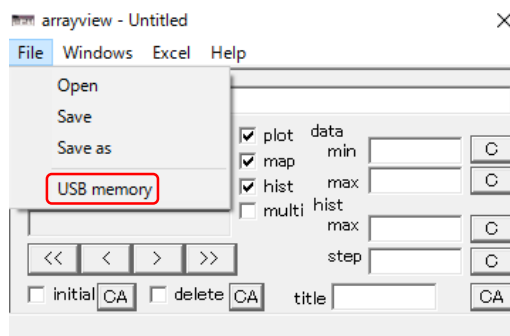 arrayview - Untitled
File Windows Excel Help
Open
Save
Save as
USB memory
plot
map
hist
multi
data
min C
max C
hist
max C
step C
<< < > >>
initial CA delete CA title CA